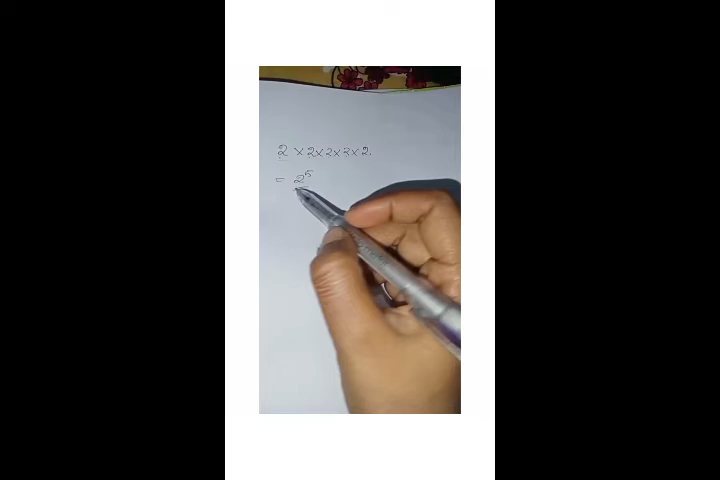 2 × 2 × 2 × 2 × 2.
= 2⁵